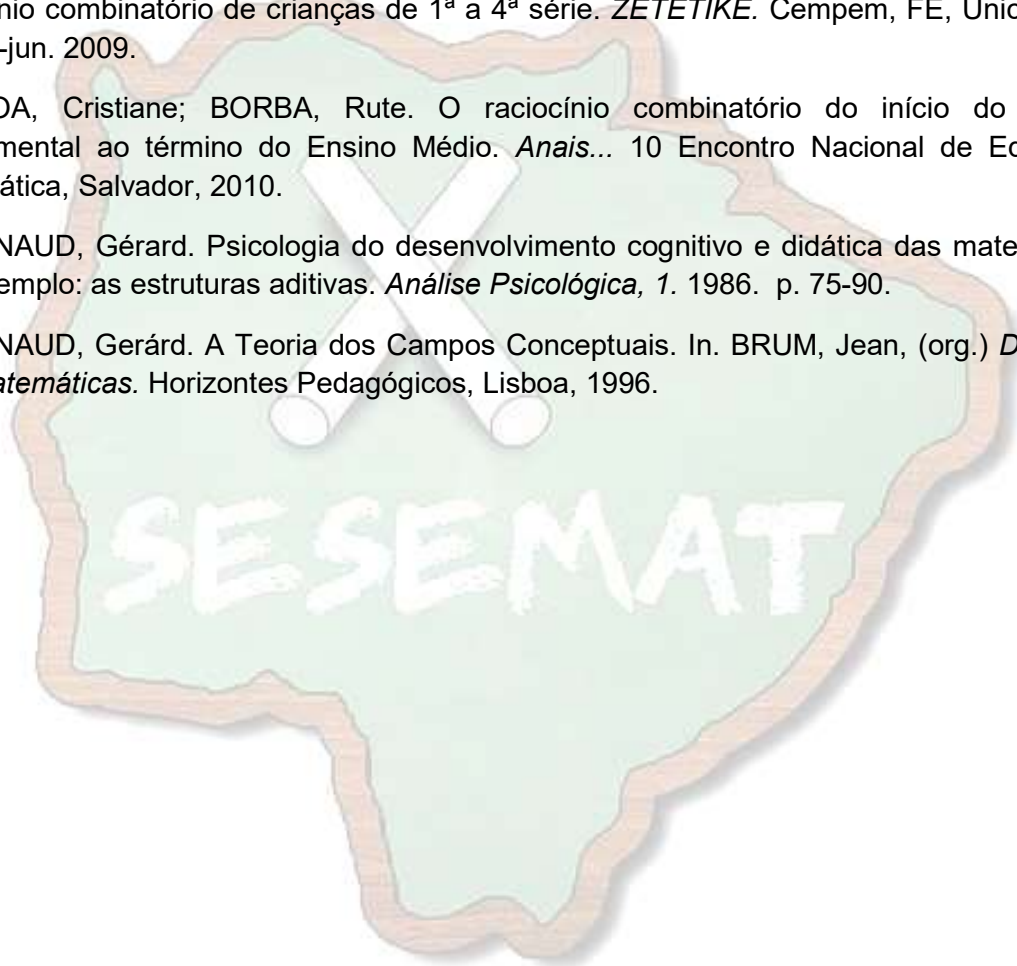 nio combinatório de crianças de 1ª a 4ª série. ZETETIKÉ. Cempem, FE, Unic
-jun. 2009.
DA, Cristiane; BORBA, Rute. O raciocínio combinatório do início do
mental ao término do Ensino Médio. Anais... 10 Encontro Nacional de Ed
ática, Salvador, 2010.
NAUD, Gérard. Psicologia do desenvolvimento cognitivo e didática das mate
emplo: as estruturas aditivas. Análise Psicológica, 1. 1986. p. 75-90.
NAUD, Gerárd. A Teoria dos Campos Conceptuais. In. BRUM, Jean, (org.) D
atemáticas. Horizontes Pedagógicos, Lisboa, 1996.
SESEMAT